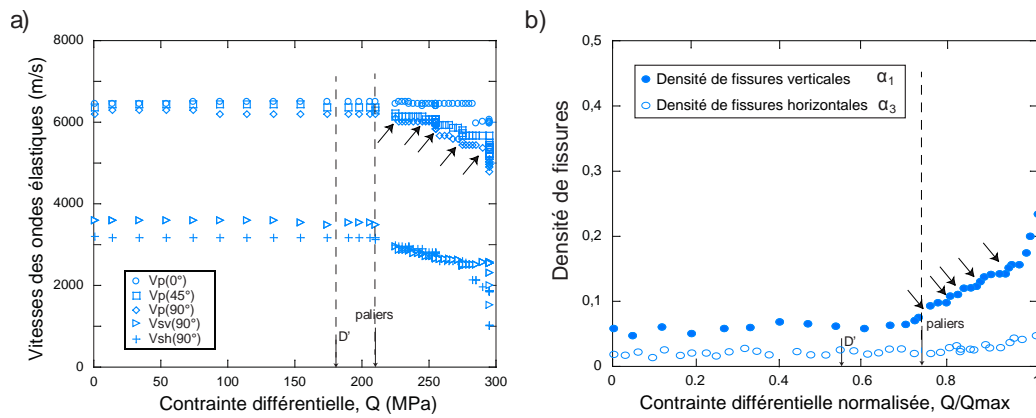 a)
Vitesses des ondes élastiques (m/s)
8000
6000
4000
2000
0
Vp(0°)
Vp(45°)
Vp(90°)
Vsv(90°)
Vsh(90°)
D'
paliers
0 50 100 150 200 250 300
Contrainte différentielle, Q (MPa)
b)
Densité de fissures
0,5
0,4
0,3
0,2
0,1
0
Densité de fissures verticales α1
Densité de fissures horizontales α3
D'
paliers
0 0.2 0.4 0.6 0.8 1
Contrainte différentielle normalisée, Q/Qmax